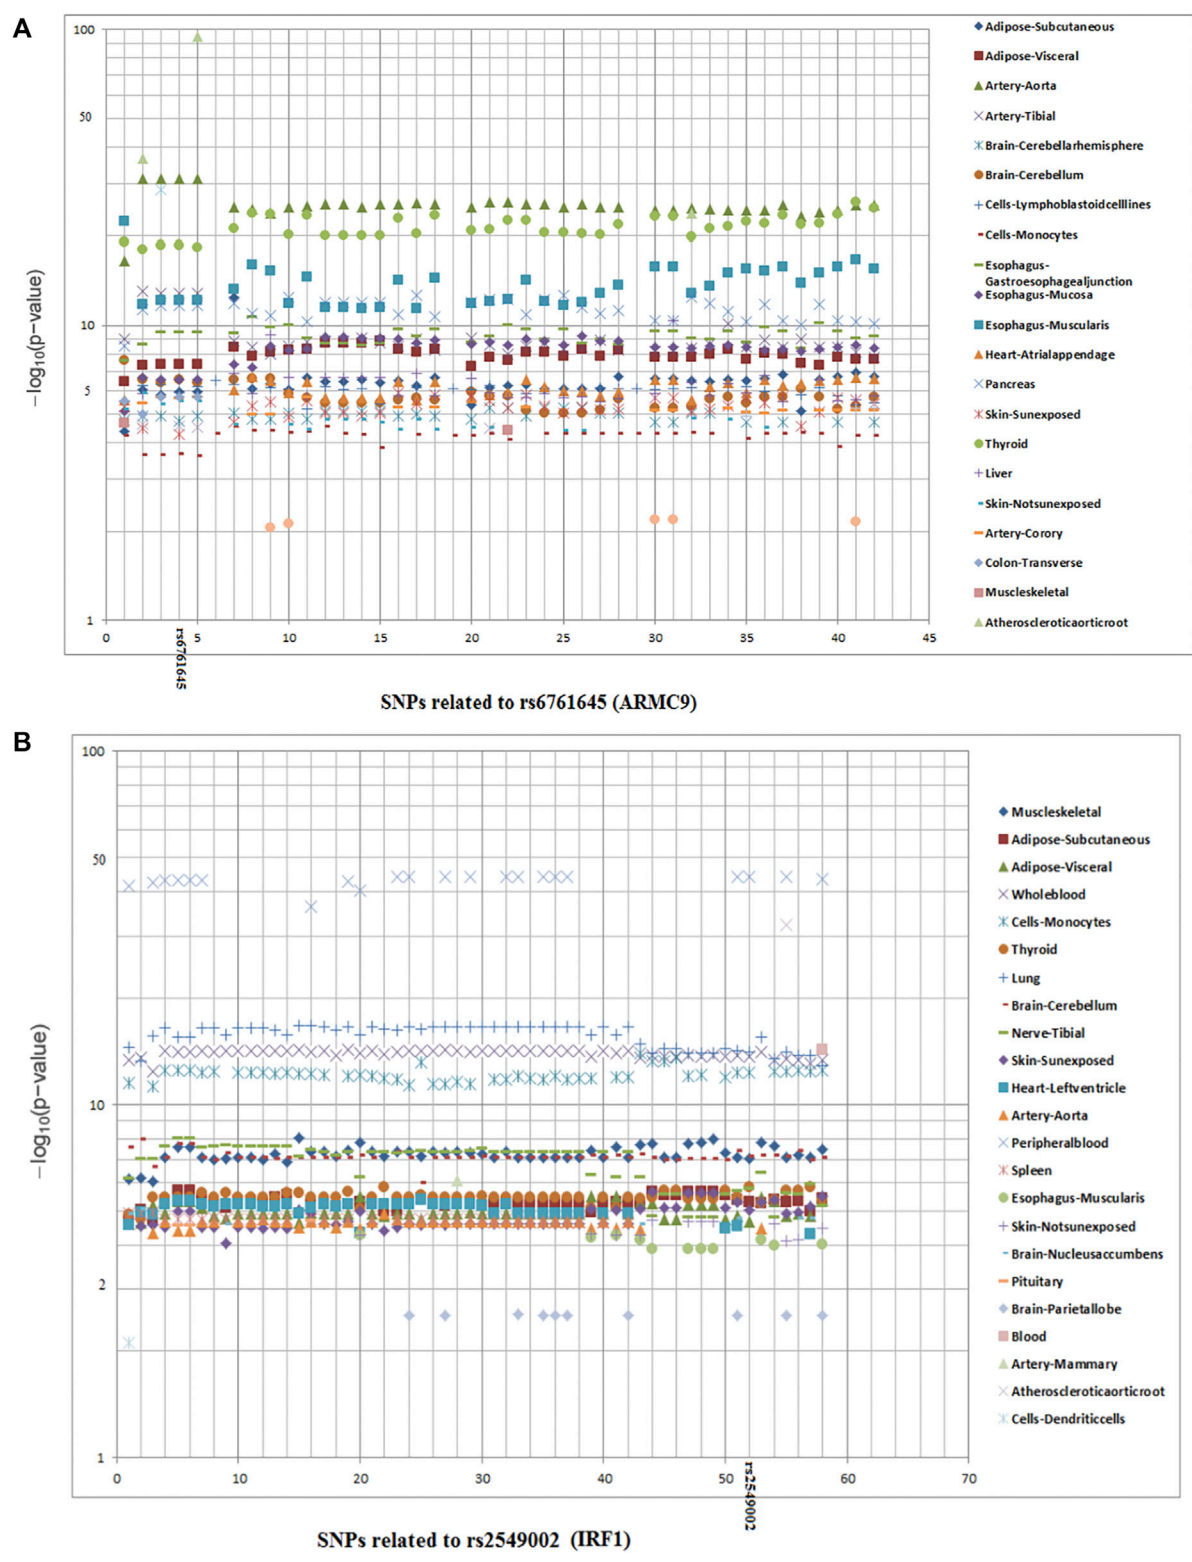 A
100
50
10
5
1
−log10(p−value)
0 5 10 15 20 25 30 35 40 45
rs6761645
SNPs related to rs6761645 (ARMC9)
Adipose-Subcutaneous
Adipose-Visceral
Artery-Aorta
Artery-Tibial
Brain-Cerebellarhemisphere
Brain-Cerebellum
Cells-Lymphoblastoidcelllines
Cells-Monocytes
Esophagus-
Gastroesophagealjunction
Esophagus-Mucosa
Esophagus-Muscularis
Heart-Atrialappendage
Pancreas
Skin-Sunexposed
Thyroid
Liver
Skin-Notsunexposed
Artery-Corory
Colon-Transverse
Muscleskeletal
Atheroscleroticaorticroot
B
100
50
10
2
1
−log10(p−value)
0 10 20 30 40 50 60 70
rs2549002
SNPs related to rs2549002 (IRF1)
Muscleskeletal
Adipose-Subcutaneous
Adipose-Visceral
Wholeblood
Cells-Monocytes
Thyroid
Lung
Brain-Cerebellum
Nerve-Tibial
Skin-Sunexposed
Heart-Leftventricle
Artery-Aorta
Peripheralblood
Spleen
Esophagus-Muscularis
Skin-Notsunexposed
Brain-Nucleusaccumbens
Pituitary
Brain-Parietallobe
Blood
Artery-Mammary
Atheroscleroticaorticroot
Cells-Dendriticcells